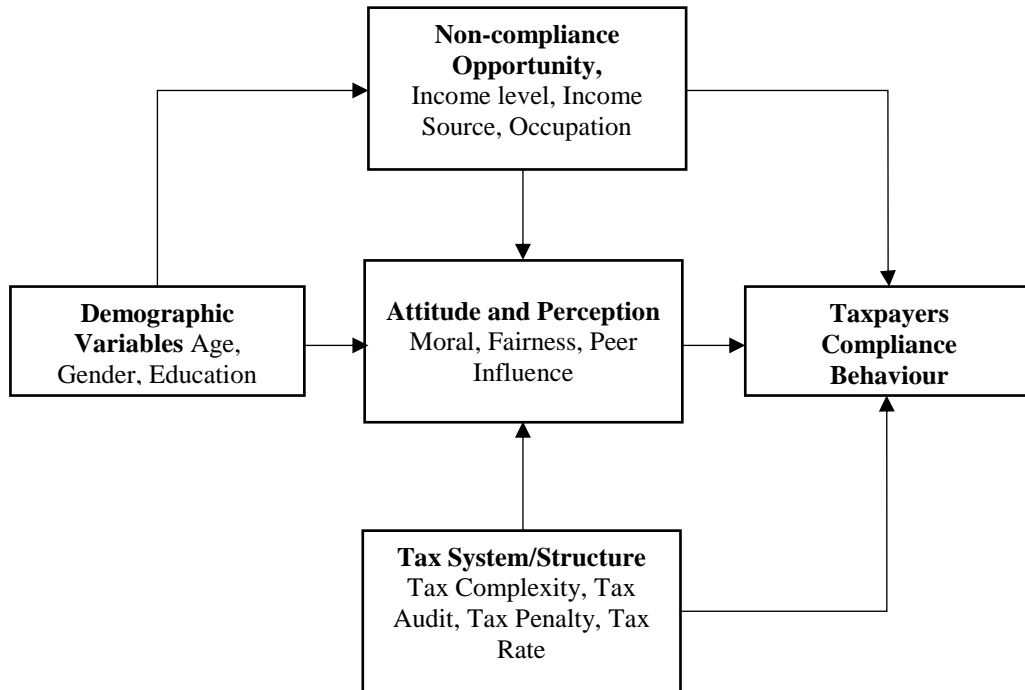 Non-compliance
Opportunity,
Income level, Income
Source, Occupation
Demographic
Variables Age,
Gender, Education
Attitude and Perception
Moral, Fairness, Peer
Influence
Taxpayers
Compliance
Behaviour
Tax System/Structure
Tax Complexity, Tax
Audit, Tax Penalty, Tax
Rate